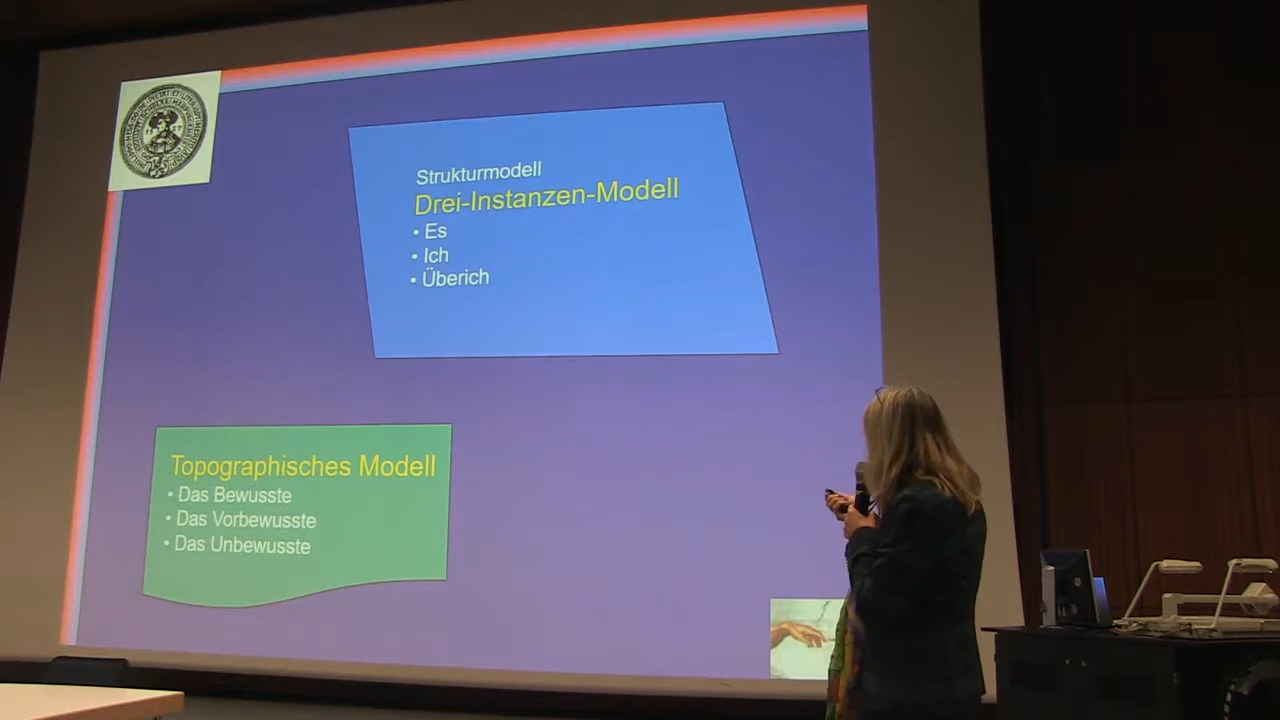 Strukturmodell
Drei-Instanzen-Modell
• Es
• Ich
• Überich
Topographisches Modell
• Das Bewusste
• Das Vorbewusste
• Das Unbewusste